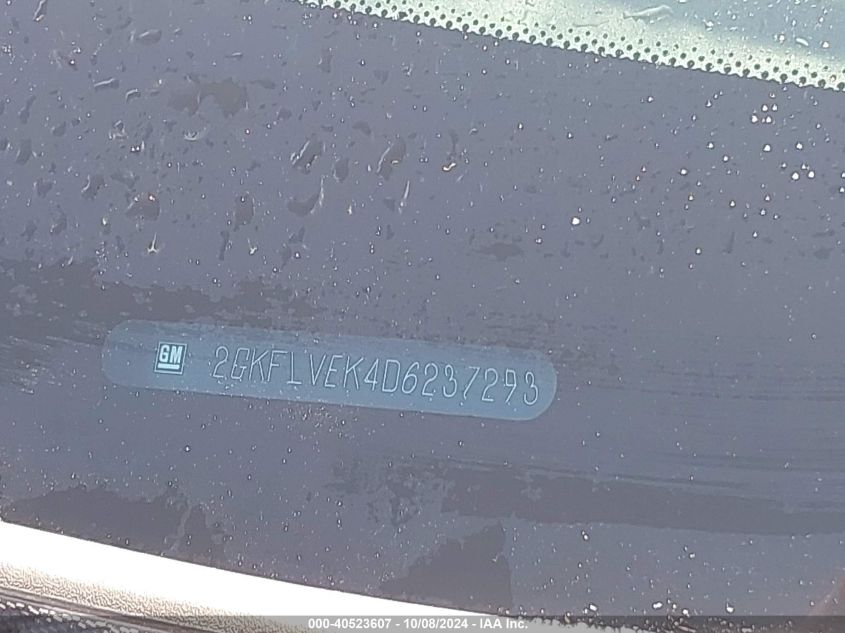 GM 2GKFLVEK4D6237293
000-40523607 - 10/08/2024 - IAA Inc.